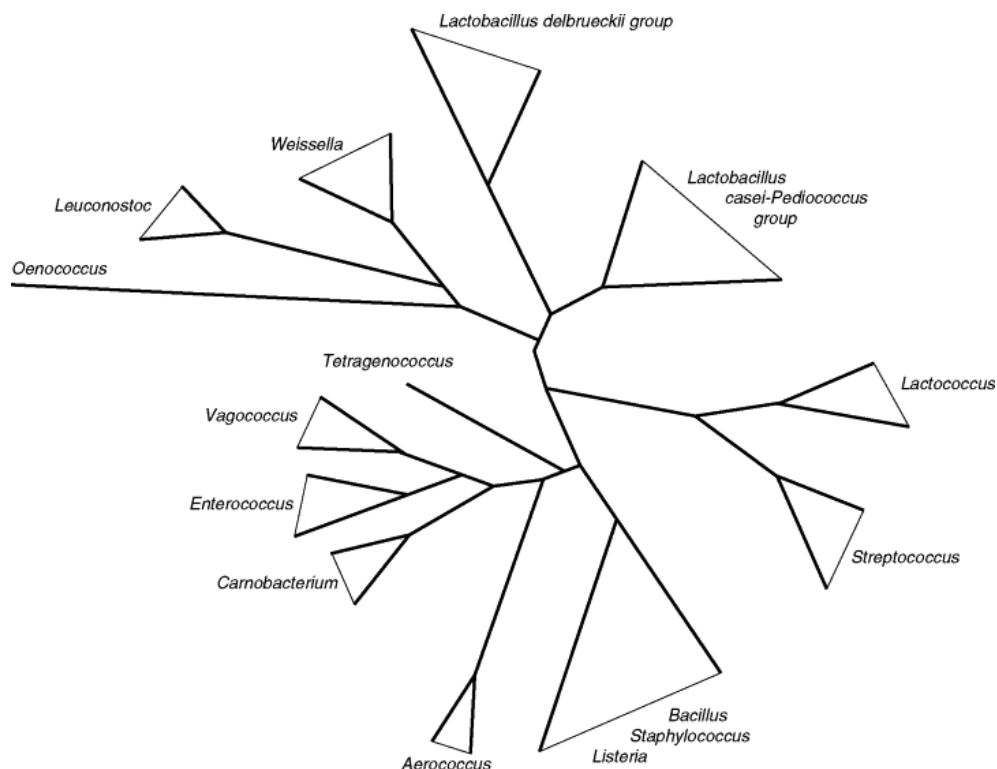 Lactobacillus delbrueckii group
Weissella
Lactobacillus
casei-Pediococcus
group
Leuconostoc
Oenococcus
Tetragenococcus
Lactococcus
Vagococcus
Enterococcus
Streptococcus
Carnobacterium
Bacillus
Staphylococcus
Listeria
Aerococcus